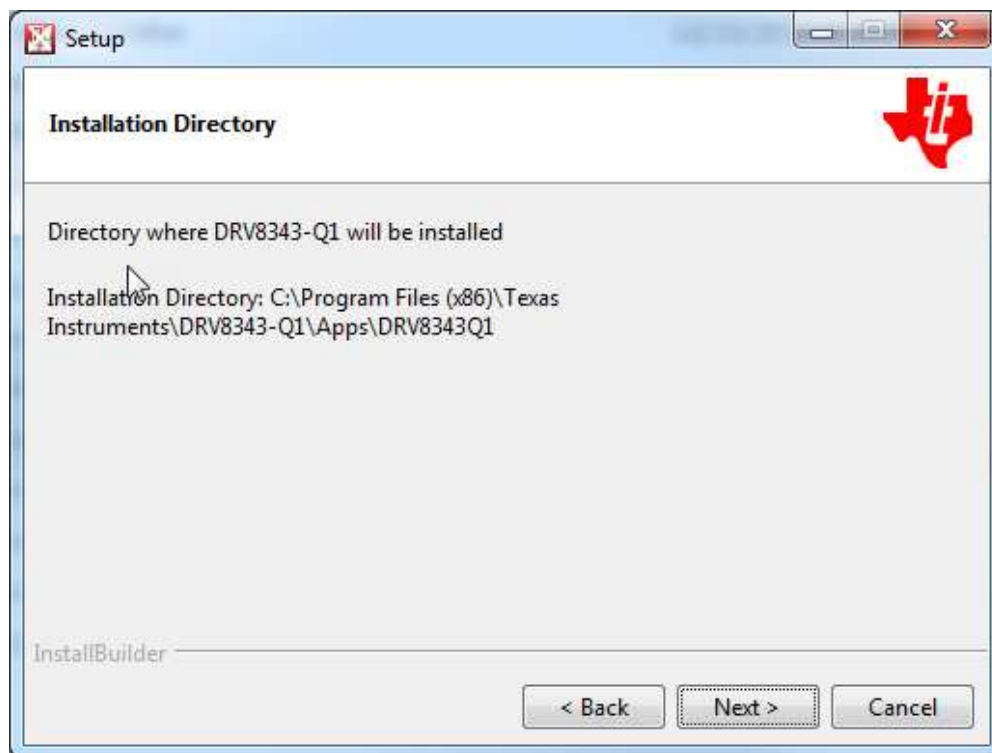 Setup
Installation Directory
Directory where DRV8343-Q1 will be installed
Installation Directory: C:\Program Files (x86)\Texas
Instruments\DRV8343-Q1\Apps\DRV8343Q1
InstallBuilder
< Back
Next >
Cancel